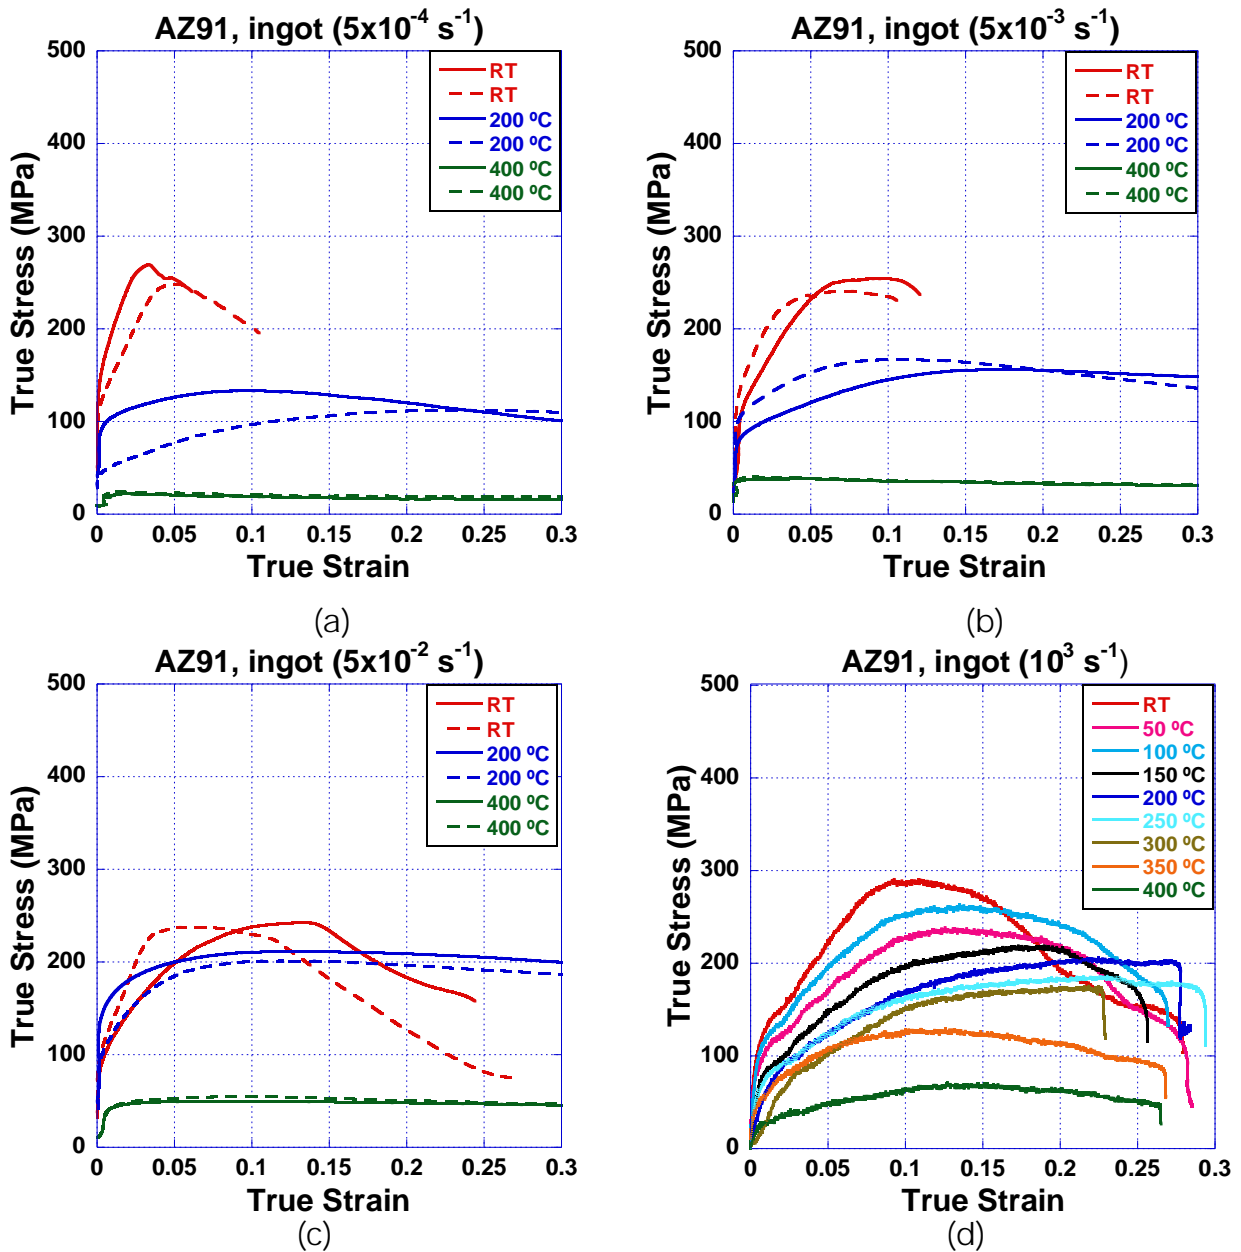 AZ91, ingot (5x10⁻⁴ s⁻¹)
500
400
300
200
100
0
True Stress (MPa)
RT
RT
200 ºC
200 ºC
400 ºC
400 ºC
0 0.05 0.1 0.15 0.2 0.25 0.3
True Strain
(a)
AZ91, ingot (5x10⁻³ s⁻¹)
500
400
300
200
100
0
True Stress (MPa)
RT
RT
200 ºC
200 ºC
400 ºC
400 ºC
0 0.05 0.1 0.15 0.2 0.25 0.3
True Strain
(b)
AZ91, ingot (5x10⁻² s⁻¹)
500
400
300
200
100
0
True Stress (MPa)
RT
RT
200 ºC
200 ºC
400 ºC
400 ºC
0 0.05 0.1 0.15 0.2 0.25 0.3
True Strain
(c)
AZ91, ingot (10³ s⁻¹)
500
400
300
200
100
0
True Stress (MPa)
RT
50 ºC
100 ºC
150 ºC
200 ºC
250 ºC
300 ºC
350 ºC
400 ºC
0 0.05 0.1 0.15 0.2 0.25 0.3
True Strain
(d)